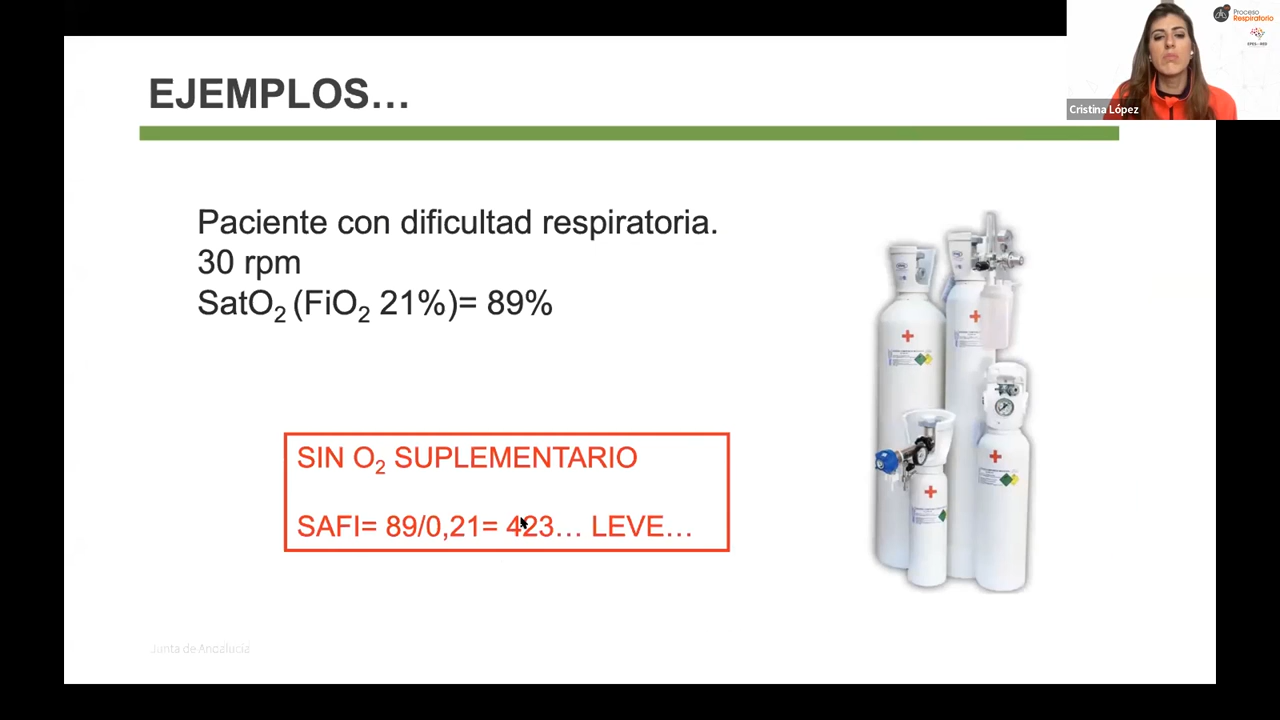 EJEMPLOS...
Proceso
Respiratorio
Cristina López
Paciente con dificultad respiratoria.
30 rpm
SatO₂ (FiO₂ 21%)= 89%
SIN O₂ SUPLEMENTARIO
SAFI= 89/0,21= 423... LEVE...
Junta de Andalucía